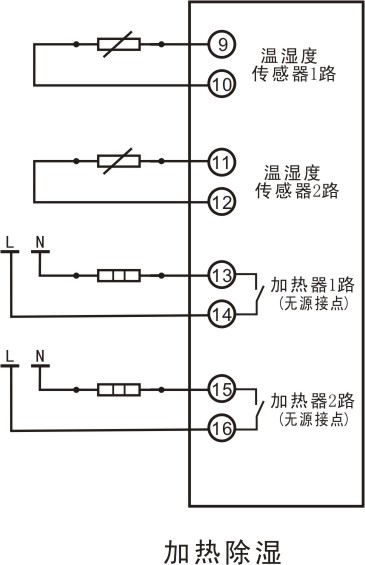 9
温湿度
传感器1路
10
11
温湿度
传感器2路
12
L N
13
加热器1路
(无源接点)
14
L N
15
加热器2路
(无源接点)
16
加热除湿